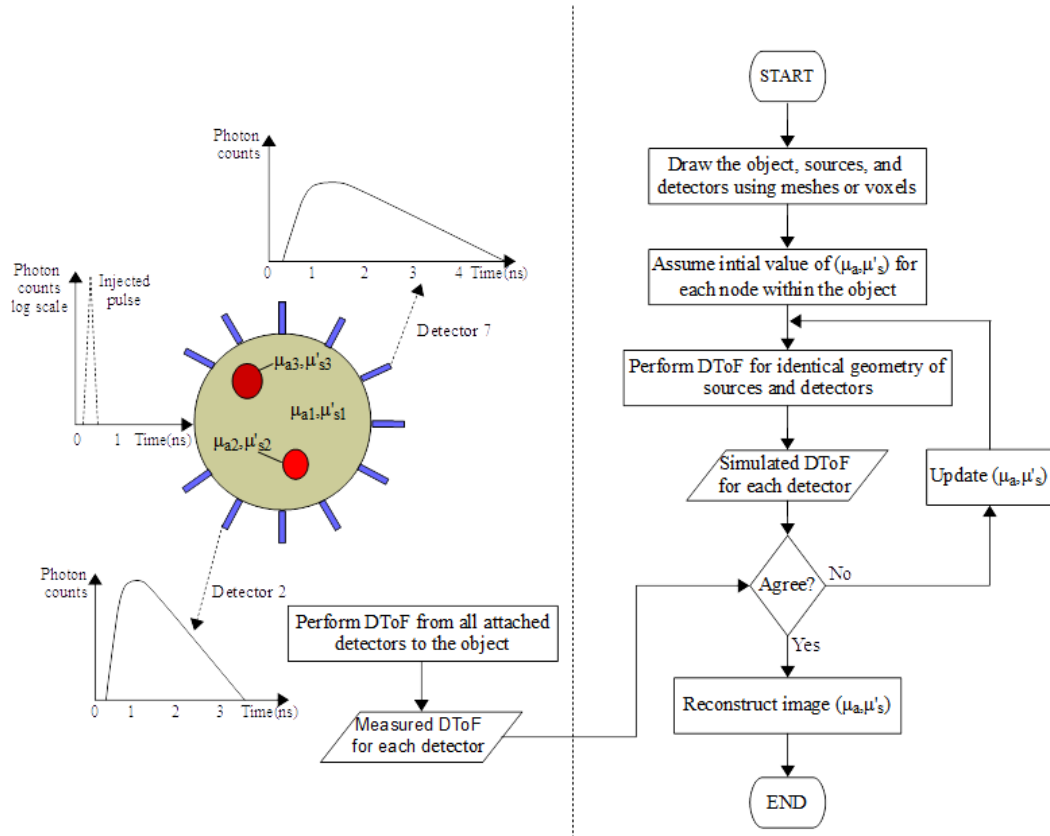 Photon
counts
0
1
2
3
4
Time(ns)
Photon
counts
log scale
Injected
pulse
0
1
Time(ns)
Detector 7
μa3,μ's3
μa1,μ's1
μa2,μ's2
Photon
counts
Detector 2
0
1
2
3
Time(ns)
Perform DToF from all attached
detectors to the object
Measured DToF
for each detector
START
Draw the object, sources, and
detectors using meshes or voxels
Assume intial value of (μa,μ's) for
each node within the object
Perform DToF for identical geometry of
sources and detectors
Simulated DToF
for each detector
Update (μa,μ's)
Agree?
No
Yes
Reconstruct image (μa,μ's)
END